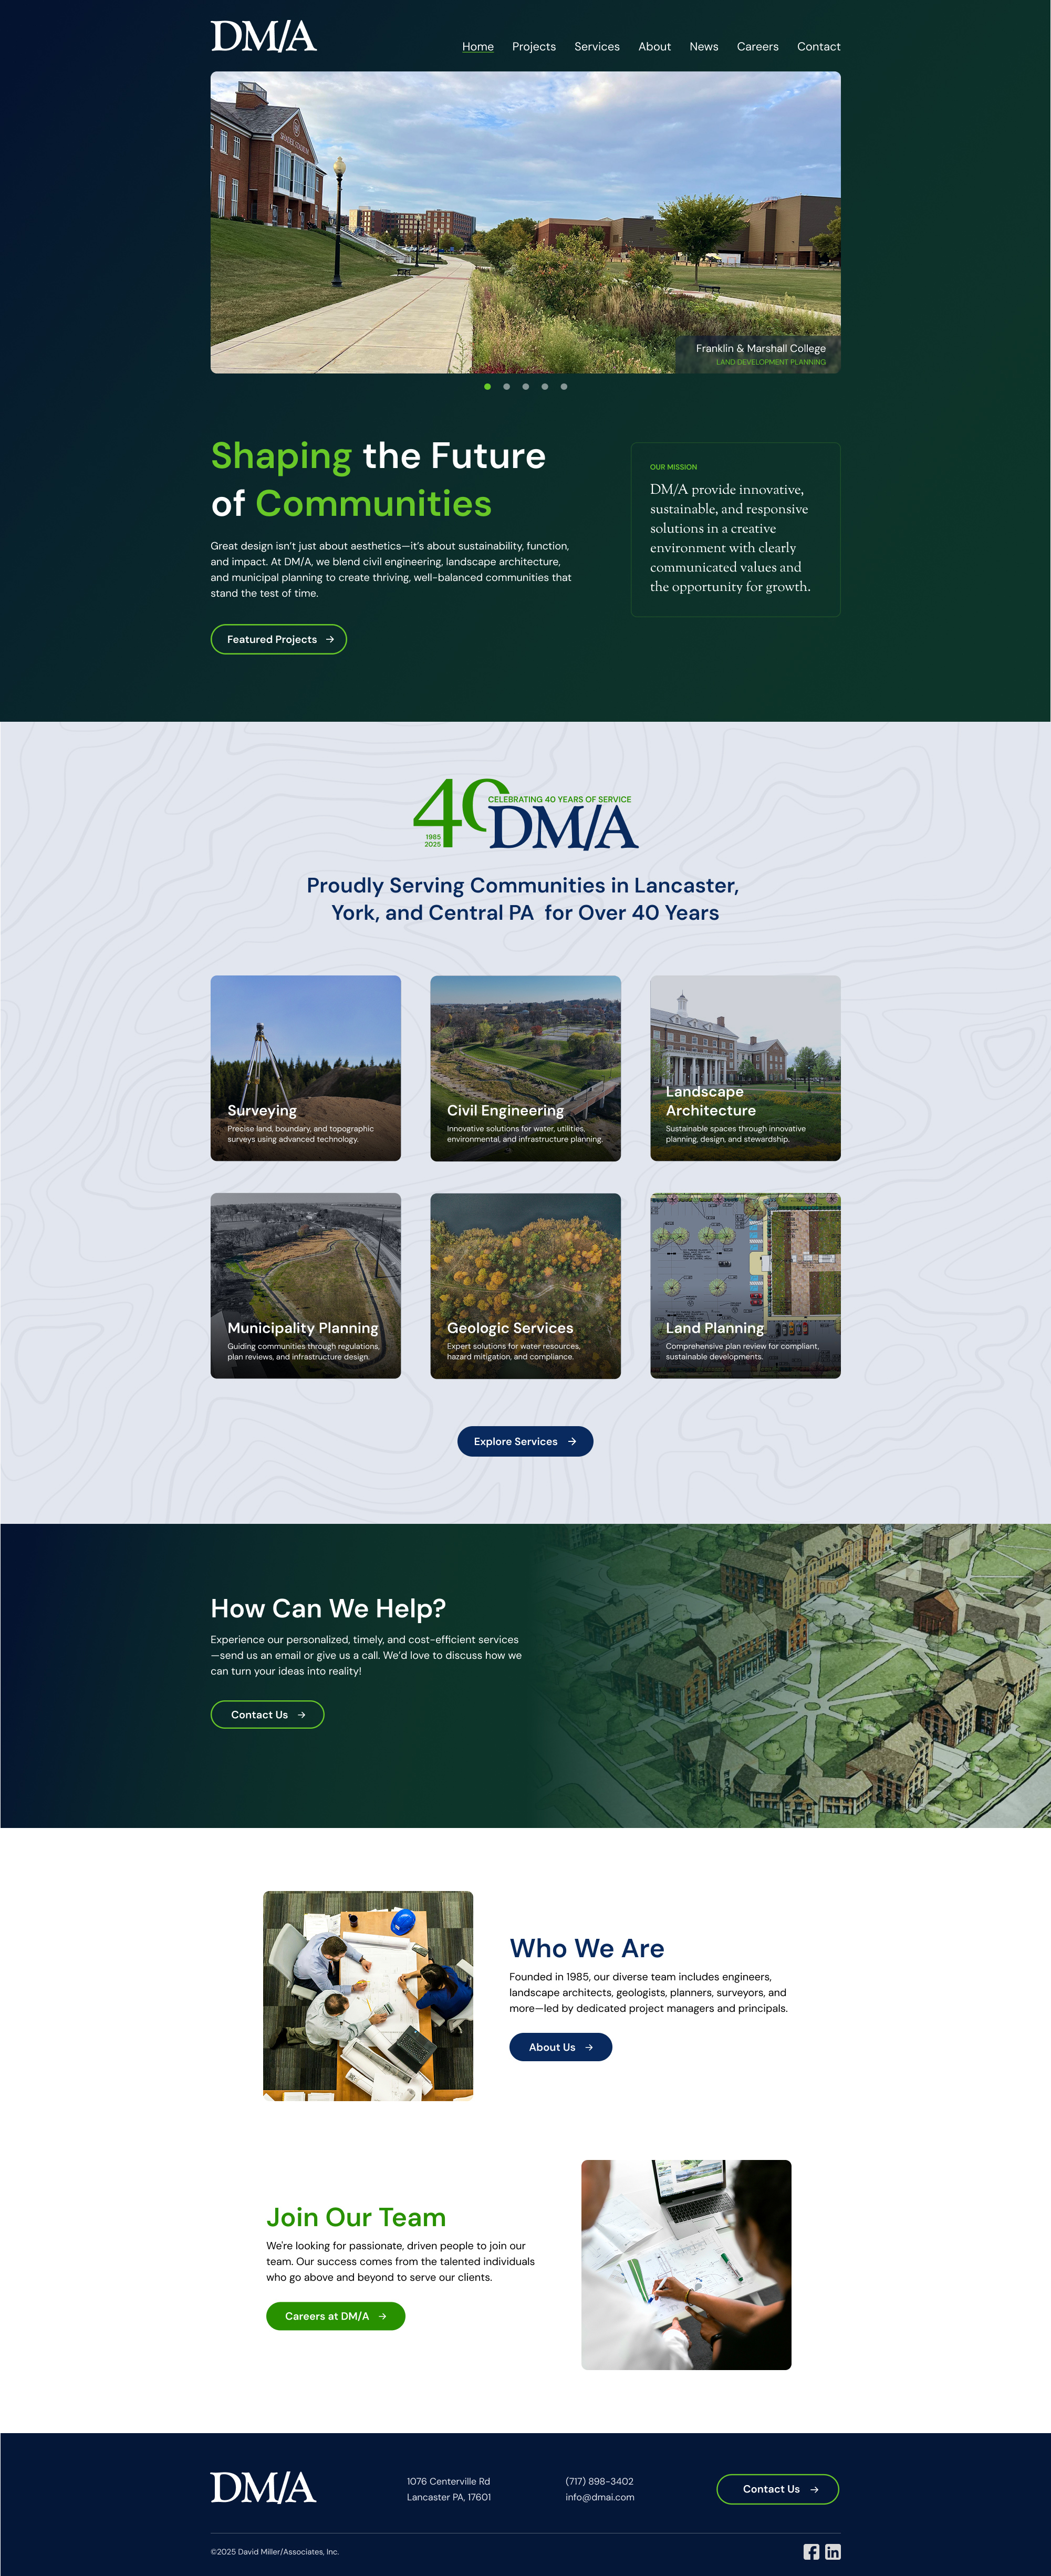 DM/A
Home Projects Services About News Careers Contact
Franklin & Marshall College
LAND DEVELOPMENT PLANNING
Shaping the Future
of Communities
Great design isn’t just about aesthetics—it’s about sustainability, function,
and impact. At DM/A, we blend civil engineering, landscape architecture,
and municipal planning to create thriving, well-balanced communities that
stand the test of time.
Featured Projects →
OUR MISSION
DM/A provide innovative,
sustainable, and responsive
solutions in a creative
environment with clearly
communicated values and
the opportunity for growth.
40
CELEBRATING 40 YEARS OF SERVICE
1985
2025
DM/A
Proudly Serving Communities in Lancaster,
York, and Central PA for Over 40 Years
Surveying
Precise land, boundary, and topographic
surveys using advanced technology.
Civil Engineering
Innovative solutions for water, utilities,
environmental, and infrastructure planning.
Landscape
Architecture
Sustainable spaces through innovative
planning, design, and stewardship.
Municipality Planning
Guiding communities through regulations,
plan reviews, and infrastructure design.
Geologic Services
Expert solutions for water resources,
hazard mitigation, and compliance.
Land Planning
Comprehensive plan review for compliant,
sustainable developments.
Explore Services →
How Can We Help?
Experience our personalized, timely, and cost-efficient services
—send us an email or give us a call. We’d love to discuss how we
can turn your ideas into reality!
Contact Us →
Who We Are
Founded in 1985, our diverse team includes engineers,
landscape architects, geologists, planners, surveyors, and
more—led by dedicated project managers and principals.
About Us →
Join Our Team
We're looking for passionate, driven people to join our
team. Our success comes from the talented individuals
who go above and beyond to serve our clients.
Careers at DM/A →
DM/A
1076 Centerville Rd
Lancaster PA, 17601
(717) 898-3402
info@dmai.com
Contact Us →
©2025 David Miller/Associates, Inc.